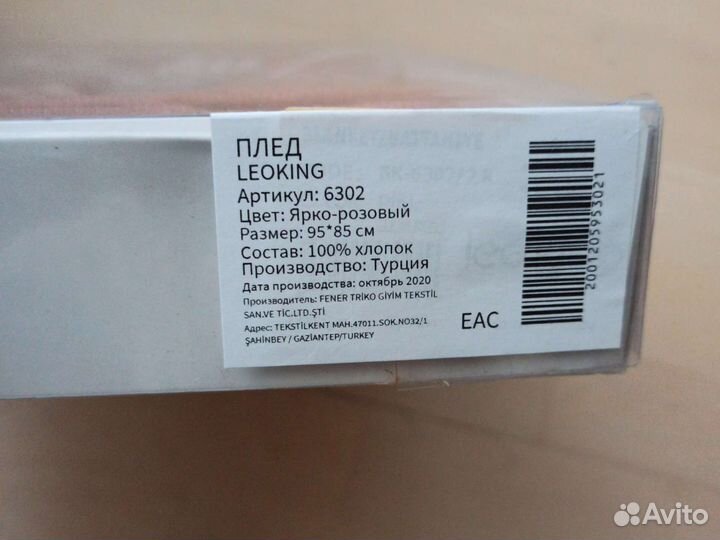 ПЛЕД
LEOKING
Артикул: 6302
Цвет: Ярко-розовый
Размер: 95*85 см
Состав: 100% хлопок
Производство: Турция
Дата производства: октябрь 2020
Производитель: FENER TRİKO GİYİM TEKSTİL
SAN.VE TİC.LTD.ŞTİ
Адрес: TEKSTİLKENT MAH.47011.SOK.NO32/1
ŞAHİNBEY / GAZİANTEP/TURKEY
EAC
2001205953021
Avito